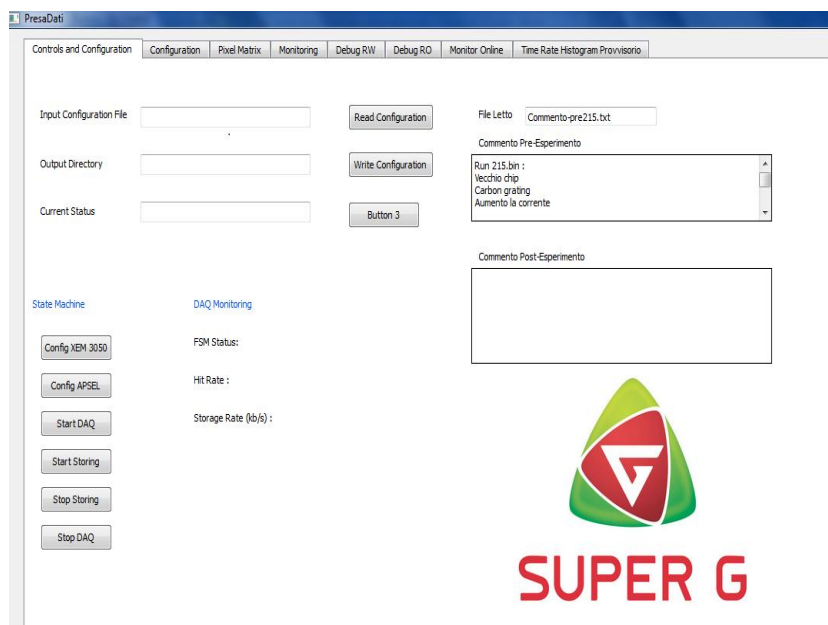 PresaDati
Controls and Configuration Configuration Pixel Matrix Monitoring Debug RW Debug RO Monitor Online Time Rate Histogram Provvisorio
Input Configuration File Read Configuration File Letto Commento-pre215.txt
Commento Pre-Esperimento
Output Directory Write Configuration Run 215.bin :
Vecchio chip
Carbon grating
Aumento la corrente
Current Status Button 3
Commento Post-Esperimento
State Machine DAQ Monitoring
Config XEM 3050 FSM Status:
Config APSEL Hit Rate :
Start DAQ Storage Rate (kb/s) :
Start Storing
Stop Storing
Stop DAQ
G
SUPER G